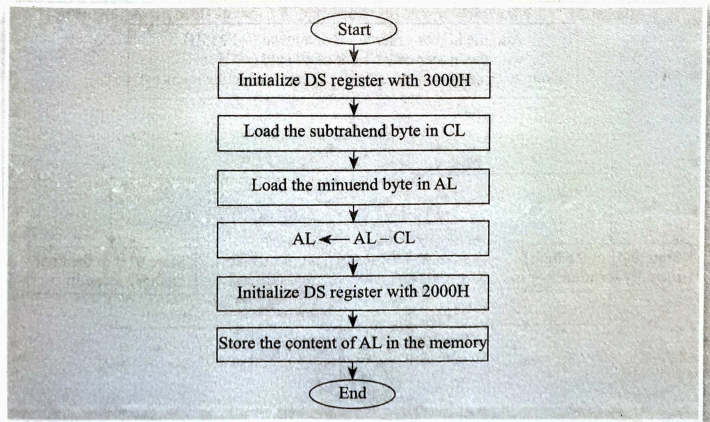 Start
Initialize DS register with 3000H
Load the subtrahend byte in CL
Load the minuend byte in AL
AL ← AL – CL
Initialize DS register with 2000H
Store the content of AL in the memory
End